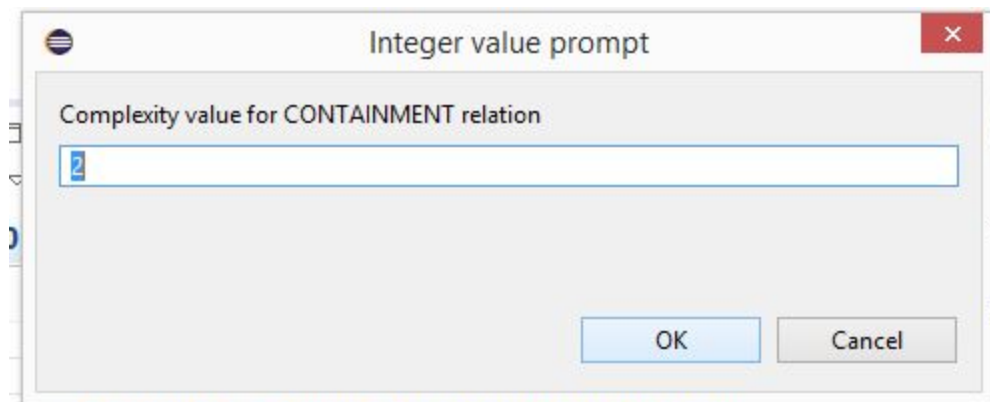 Integer value prompt
Complexity value for CONTAINMENT relation
2
OK
Cancel